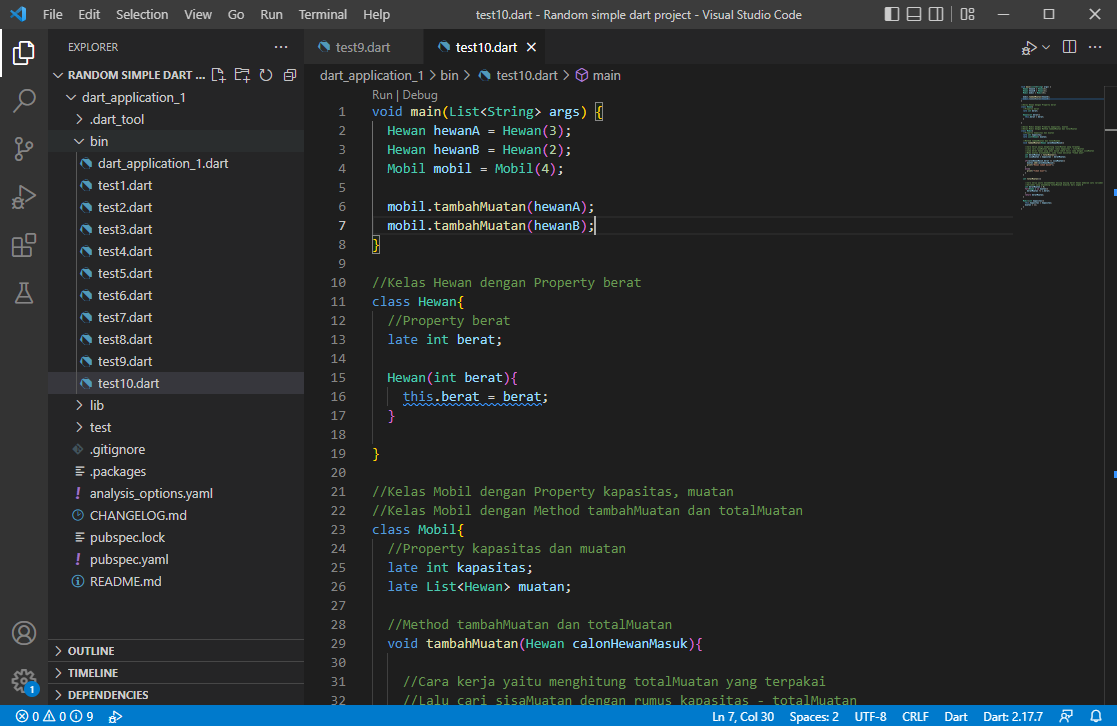 File Edit Selection View Go Run Terminal Help test10.dart - Random simple dart project - Visual Studio Code
EXPLORER
RANDOM SIMPLE DART ...
dart_application_1
.dart_tool
bin
dart_application_1.dart
test1.dart
test2.dart
test3.dart
test4.dart
test5.dart
test6.dart
test7.dart
test8.dart
test9.dart
test10.dart
lib
test
.gitignore
.packages
analysis_options.yaml
CHANGELOG.md
pubspec.lock
pubspec.yaml
README.md
OUTLINE
TIMELINE
DEPENDENCIES
1
test9.dart test10.dart
dart_application_1 > bin > test10.dart > main
Run | Debug
1 void main(List<String> args) {
2 Hewan hewanA = Hewan(3);
3 Hewan hewanB = Hewan(2);
4 Mobil mobil = Mobil(4);
5
6 mobil.tambahMuatan(hewanA);
7 mobil.tambahMuatan(hewanB);
8 }
9
10 //Kelas Hewan dengan Property berat
11 class Hewan{
12 //Property berat
13 late int berat;
14
15 Hewan(int berat){
16 this.berat = berat;
17 }
18
19 }
20
21 //Kelas Mobil dengan Property kapasitas, muatan
22 //Kelas Mobil dengan Method tambahMuatan dan totalMuatan
23 class Mobil{
24 //Property kapasitas dan muatan
25 late int kapasitas;
26 late List<Hewan> muatan;
27
28 //Method tambahMuatan dan totalMuatan
29 void tambahMuatan(Hewan calonHewanMasuk){
30
31 //Cara kerja yaitu menghitung totalMuatan yang terpakai
32 //Lalu cari sisaMuatan dengan rumus kapasitas - totalMuatan
0 0 9 Ln 7, Col 30 Spaces: 2 UTF-8 CRLF Dart Dart: 2.17.7